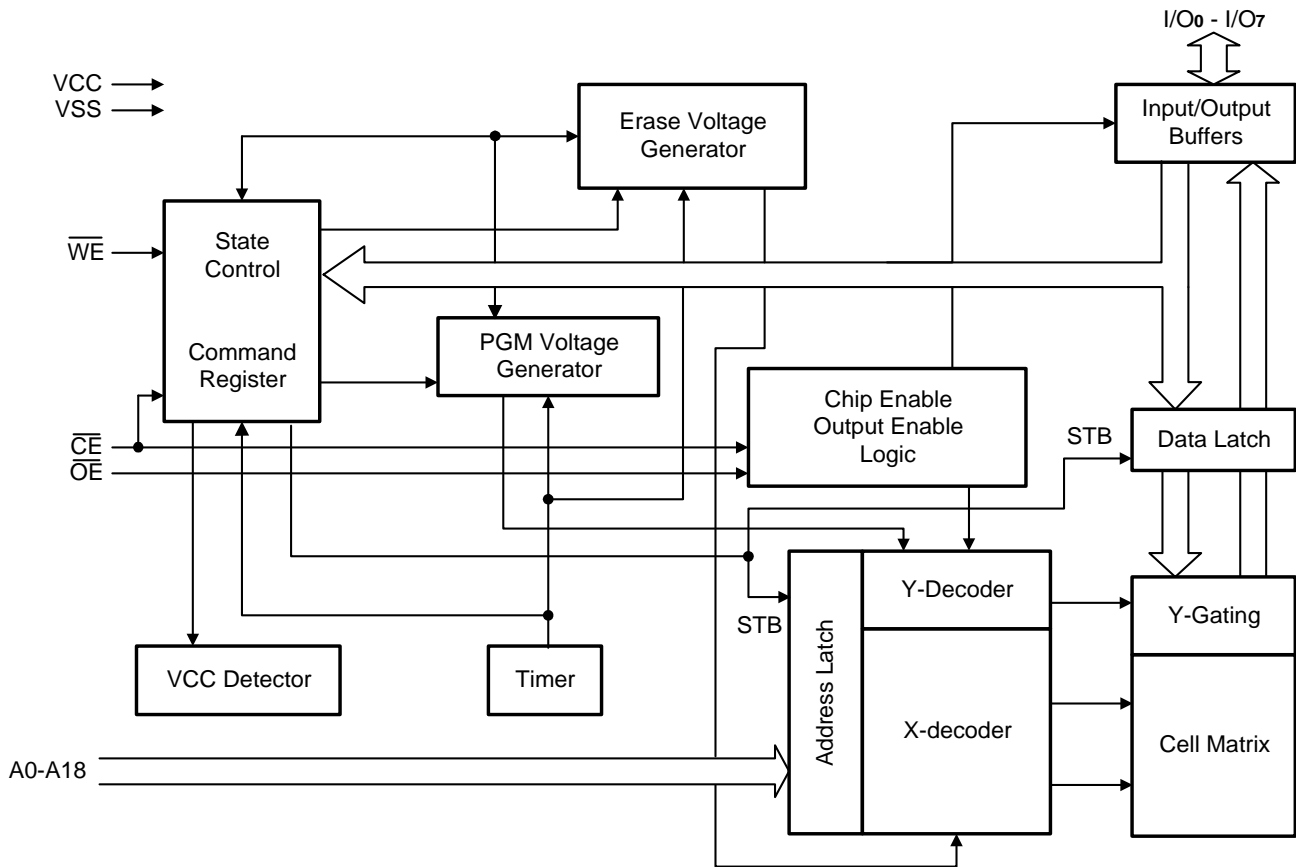 I/O0 - I/O7
VCC
VSS
Erase Voltage
Generator
Input/Output
Buffers
WE
State
Control
PGM Voltage
Generator
Command
Register
Chip Enable
Output Enable
Logic
CE
OE
STB
Data Latch
Y-Decoder
STB
Y-Gating
VCC Detector
Timer
Address Latch
X-decoder
Cell Matrix
A0-A18